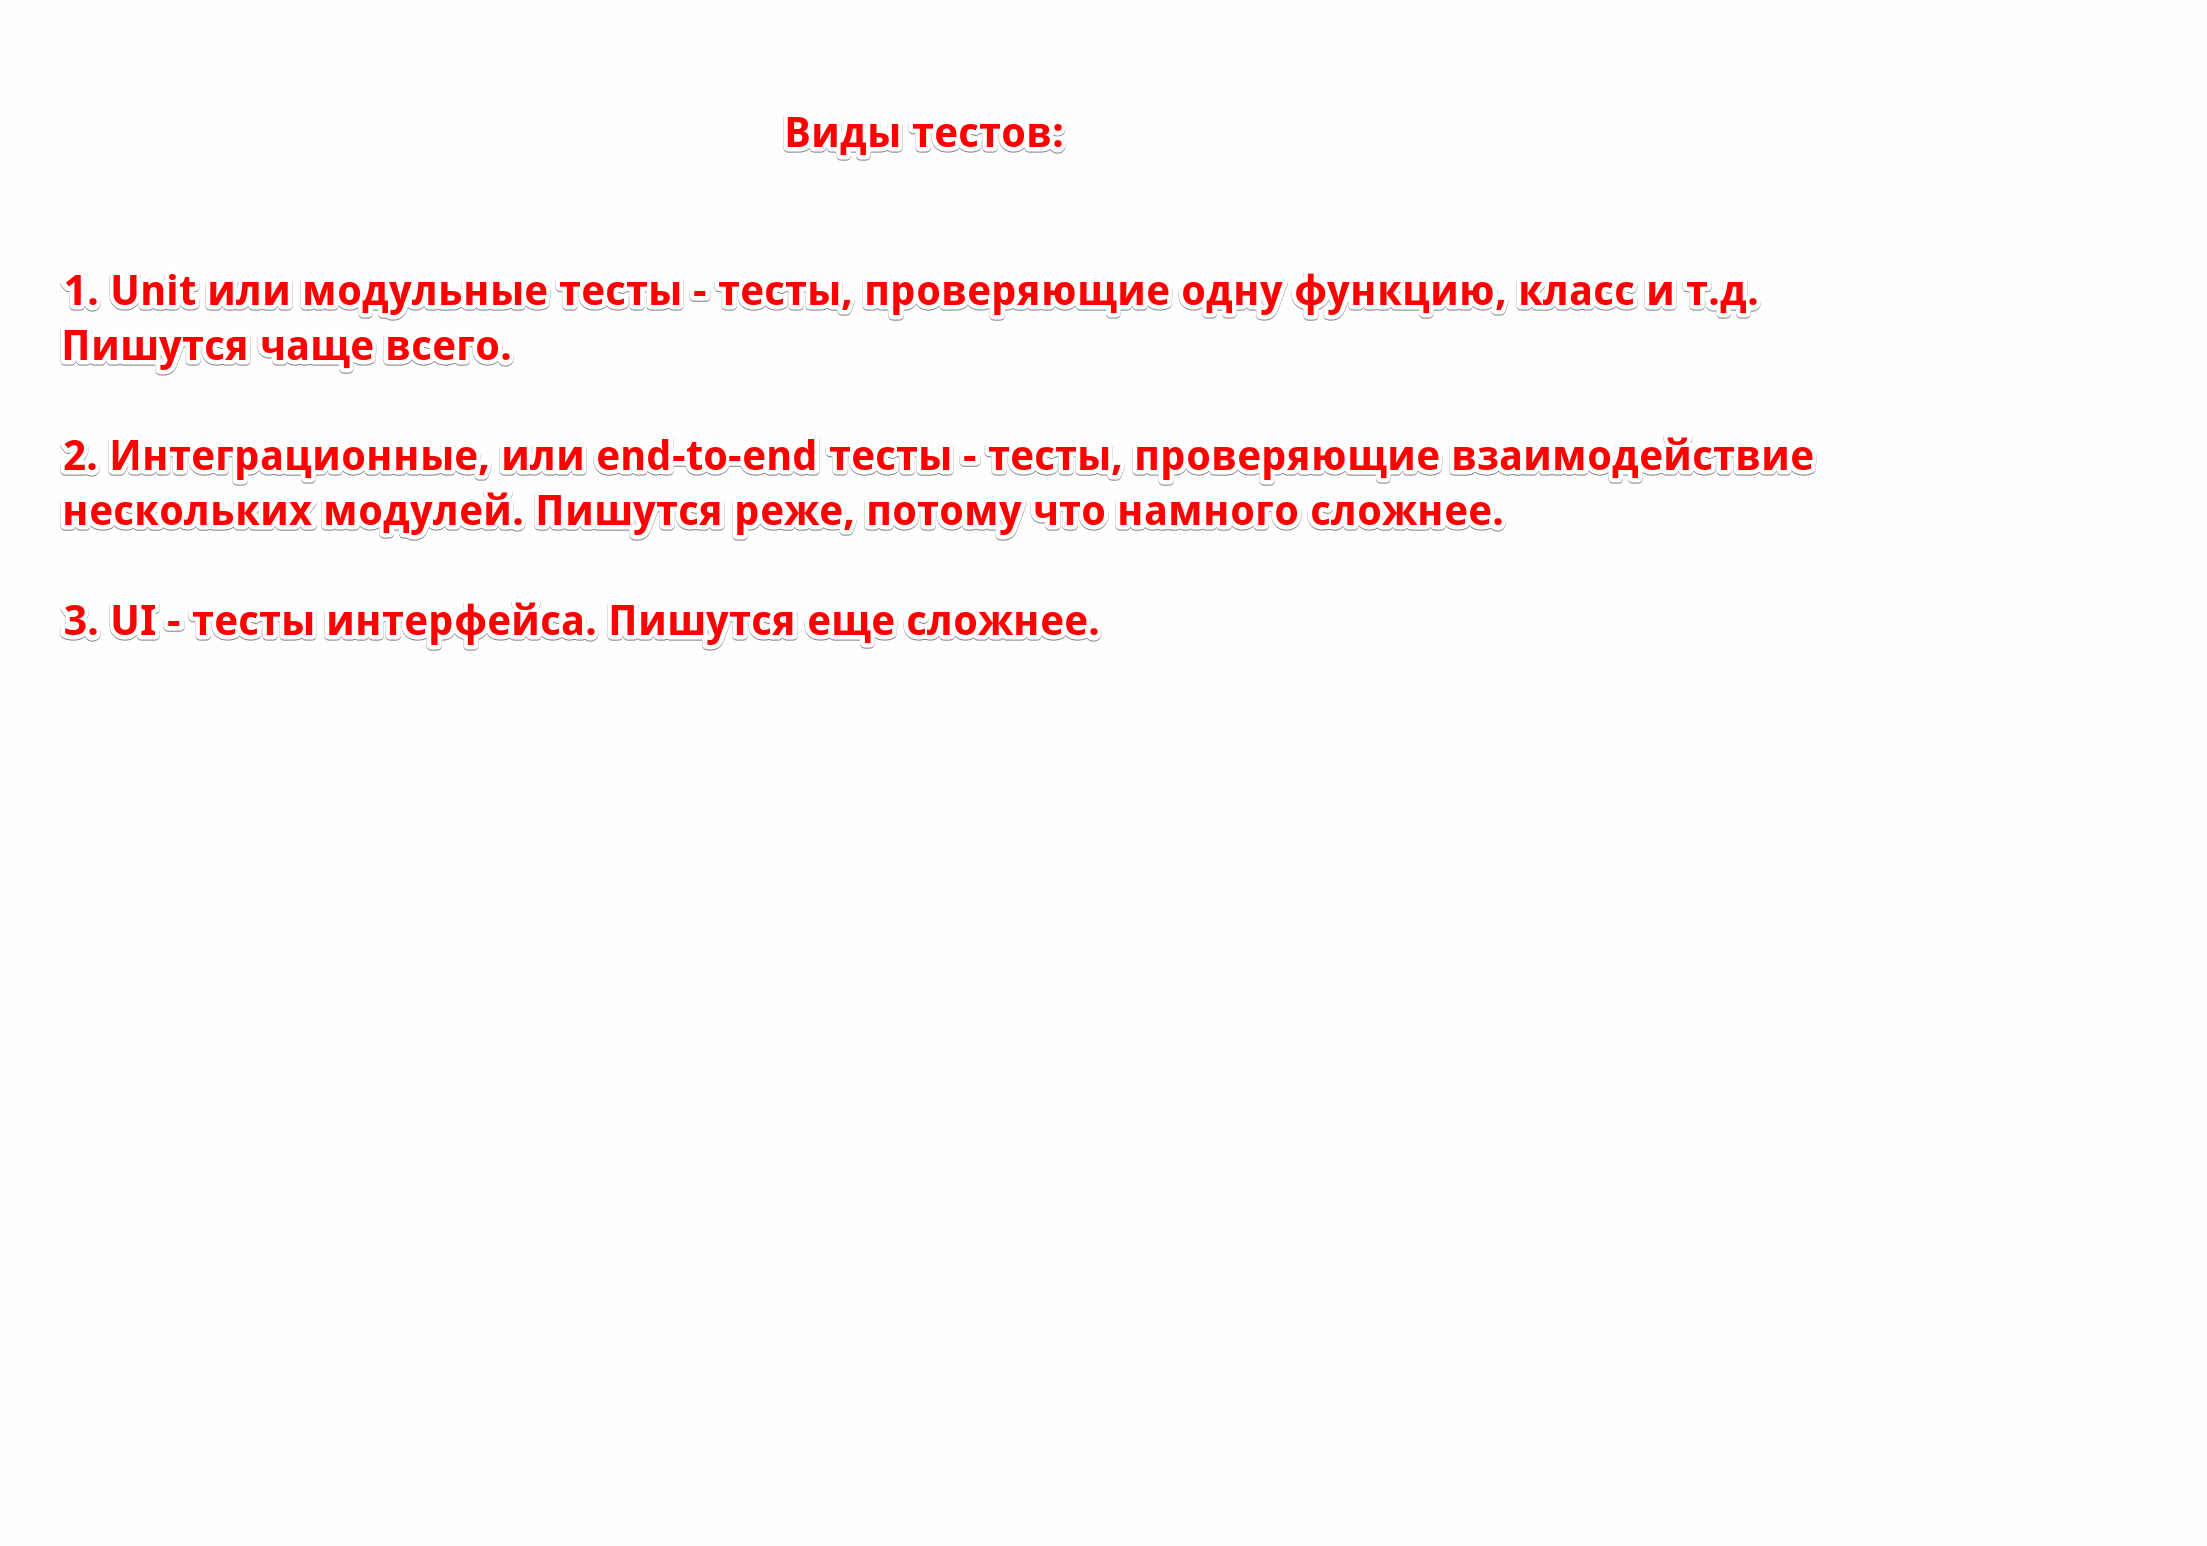 Виды тестов:
1. Unit или модульные тесты - тесты, проверяющие одну функцию, класс и т.д.
Пишутся чаще всего.
2. Интеграционные, или end-to-end тесты - тесты, проверяющие взаимодействие
нескольких модулей. Пишутся реже, потому что намного сложнее.
3. UI - тесты интерфейса. Пишутся еще сложнее.